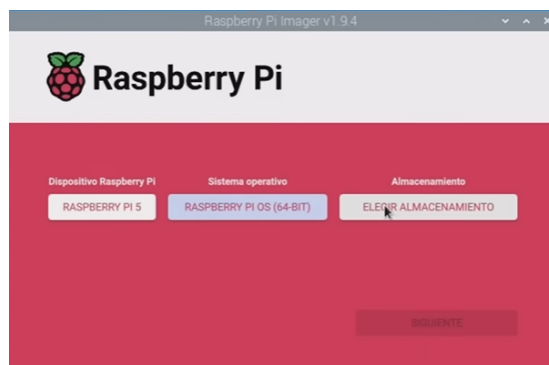 Raspberry Pi Imager v1.9.4
Raspberry Pi
Dispositivo Raspberry Pi
Sistema operativo
Almacenamiento
RASPBERRY PI 5
RASPBERRY PI OS (64-BIT)
ELEGIR ALMACENAMIENTO
SIGUIENTE